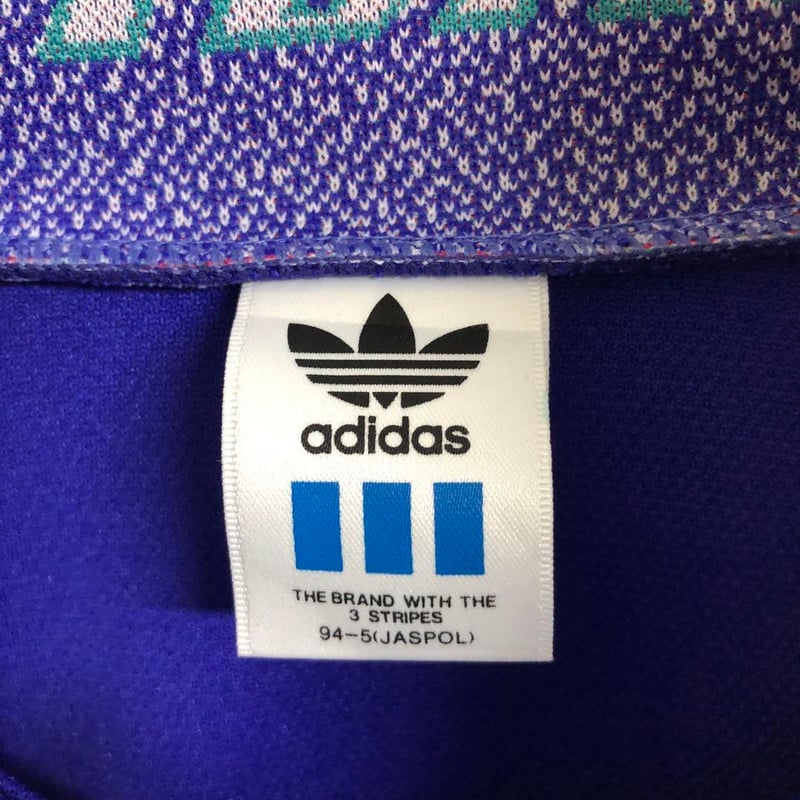 adidas
THE BRAND WITH THE
3 STRIPES
94-5(JASPOL)